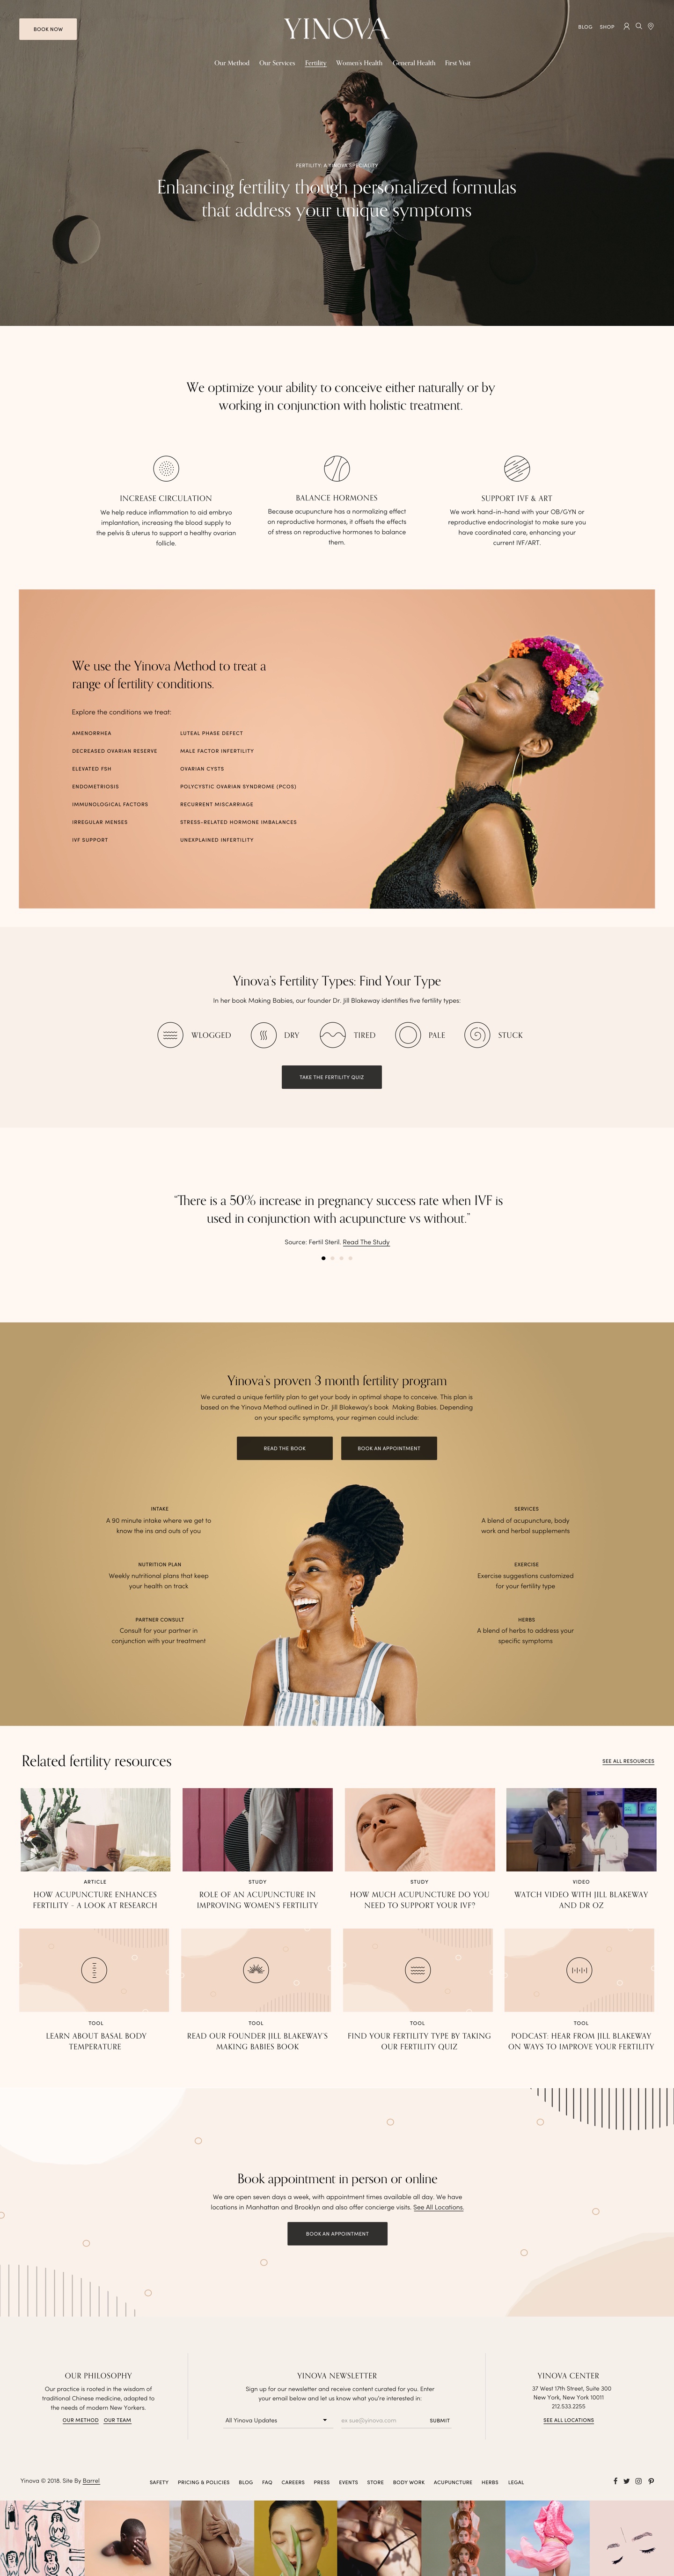 BOOK NOW
YINOVA
BLOG SHOP
Our Method Our Services Fertility Women's Health General Health First Visit
FERTILITY: A YINOVA SPECIALITY
Enhancing fertility though personalized formulas
that address your unique symptoms
We optimize your ability to conceive either naturally or by
working in conjunction with holistic treatment.
INCREASE CIRCULATION
We help reduce inflammation to aid embryo
implantation, increasing the blood supply to
the pelvis & uterus to support a healthy ovarian
follicle.
BALANCE HORMONES
Because acupuncture has a normalizing effect
on reproductive hormones, it offsets the effects
of stress on reproductive hormones to balance
them.
SUPPORT IVF & ART
We work hand-in-hand with your OB/GYN or
reproductive endocrinologist to make sure you
have coordinated care, enhancing your
current IVF/ART.
We use the Yinova Method to treat a
range of fertility conditions.
Explore the conditions we treat:
AMENORRHEA
DECREASED OVARIAN RESERVE
ELEVATED FSH
ENDOMETRIOSIS
IMMUNOLOGICAL FACTORS
IRREGULAR MENSES
IVF SUPPORT
LUTEAL PHASE DEFECT
MALE FACTOR INFERTILITY
OVARIAN CYSTS
POLYCYSTIC OVARIAN SYNDROME (PCOS)
RECURRENT MISCARRIAGE
STRESS-RELATED HORMONE IMBALANCES
UNEXPLAINED INFERTILITY
Yinova's Fertility Types: Find Your Type
In her book Making Babies, our founder Dr. Jill Blakeway identifies five fertility types:
WLOGGED DRY TIRED PALE STUCK
TAKE THE FERTILITY QUIZ
“There is a 50% increase in pregnancy success rate when IVF is
used in conjunction with acupuncture vs without.”
Source: Fertil Steril. Read The Study
Yinova's proven 3 month fertility program
We curated a unique fertility plan to get your body in optimal shape to conceive. This plan is
based on the Yinova Method outlined in Dr. Jill Blakeway's book Making Babies. Depending
on your specific symptoms, your regimen could include:
READ THE BOOK
BOOK AN APPOINTMENT
INTAKE
A 90 minute intake where we get to
know the ins and outs of you
NUTRITION PLAN
Weekly nutritional plans that keep
your health on track
PARTNER CONSULT
Consult for your partner in
conjunction with your treatment
SERVICES
A blend of acupuncture, body
work and herbal supplements
EXERCISE
Exercise suggestions customized
for your fertility type
HERBS
A blend of herbs to address your
specific symptoms
Related fertility resources
SEE ALL RESOURCES
ARTICLE
HOW ACUPUNCTURE ENHANCES
FERTILITY - A LOOK AT RESEARCH
STUDY
ROLE OF AN ACUPUNCTURE IN
IMPROVING WOMEN'S FERTILITY
STUDY
HOW MUCH ACUPUNCTURE DO YOU
NEED TO SUPPORT YOUR IVF?
VIDEO
WATCH VIDEO WITH JILL BLAKEWAY
AND DR OZ
TOOL
LEARN ABOUT BASAL BODY
TEMPERATURE
TOOL
READ OUR FOUNDER JILL BLAKEWAY'S
MAKING BABIES BOOK
TOOL
FIND YOUR FERTILITY TYPE BY TAKING
OUR FERTILITY QUIZ
TOOL
PODCAST: HEAR FROM JILL BLAKEWAY
ON WAYS TO IMPROVE YOUR FERTILITY
Book appointment in person or online
We are open seven days a week, with appointment times available all day. We have
locations in Manhattan and Brooklyn and also offer concierge visits. See All Locations.
BOOK AN APPOINTMENT
OUR PHILOSOPHY
Our practice is rooted in the wisdom of
traditional Chinese medicine, adapted to
the needs of modern New Yorkers.
OUR METHOD OUR TEAM
YINOVA NEWSLETTER
Sign up for our newsletter and receive content curated for you. Enter
your email below and let us know what you're interested in:
All Yinova Updates
ex sue@yinova.com
SUBMIT
YINOVA CENTER
37 West 17th Street, Suite 300
New York, New York 10011
212.533.2255
SEE ALL LOCATIONS
Yinova © 2018. Site By Barrel
SAFETY PRICING & POLICIES BLOG FAQ CAREERS PRESS EVENTS STORE BODY WORK ACUPUNCTURE HERBS LEGAL